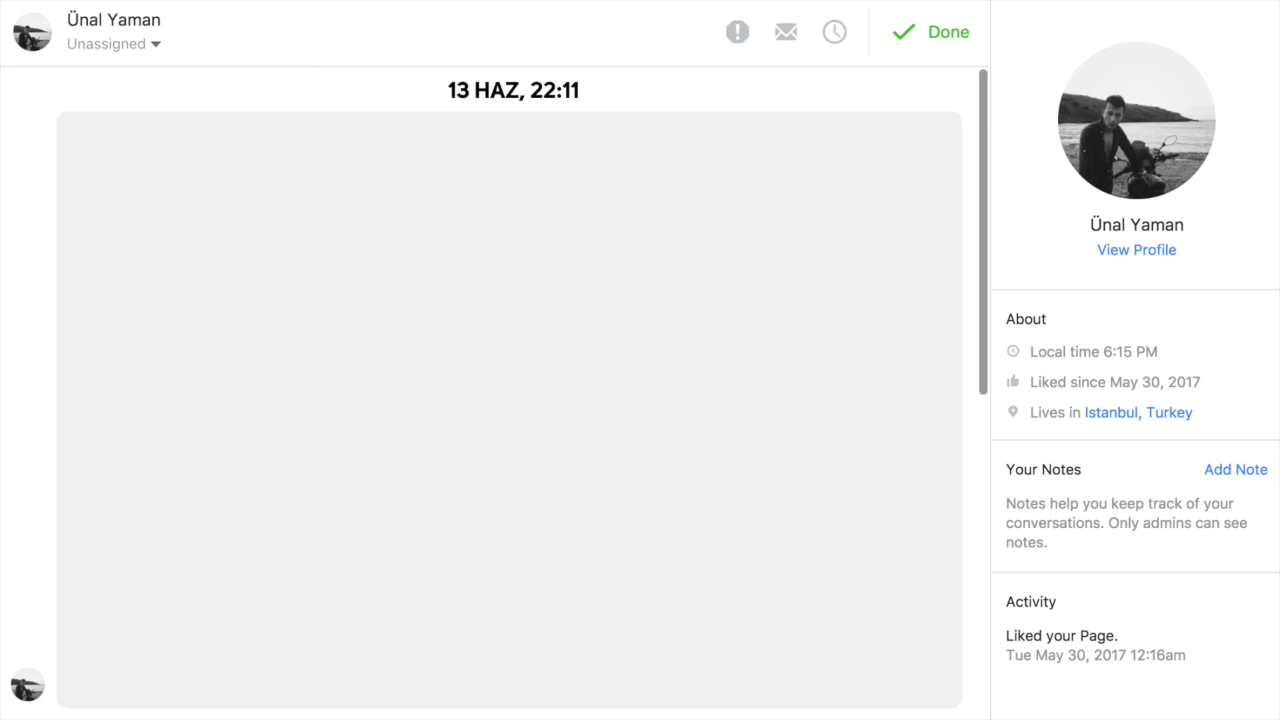 Ünal Yaman
Unassigned
Done
13 HAZ, 22:11
Ünal Yaman
View Profile
About
Local time 6:15 PM
Liked since May 30, 2017
Lives in Istanbul, Turkey
Your Notes
Add Note
Notes help you keep track of your
conversations. Only admins can see
notes.
Activity
Liked your Page.
Tue May 30, 2017 12:16am